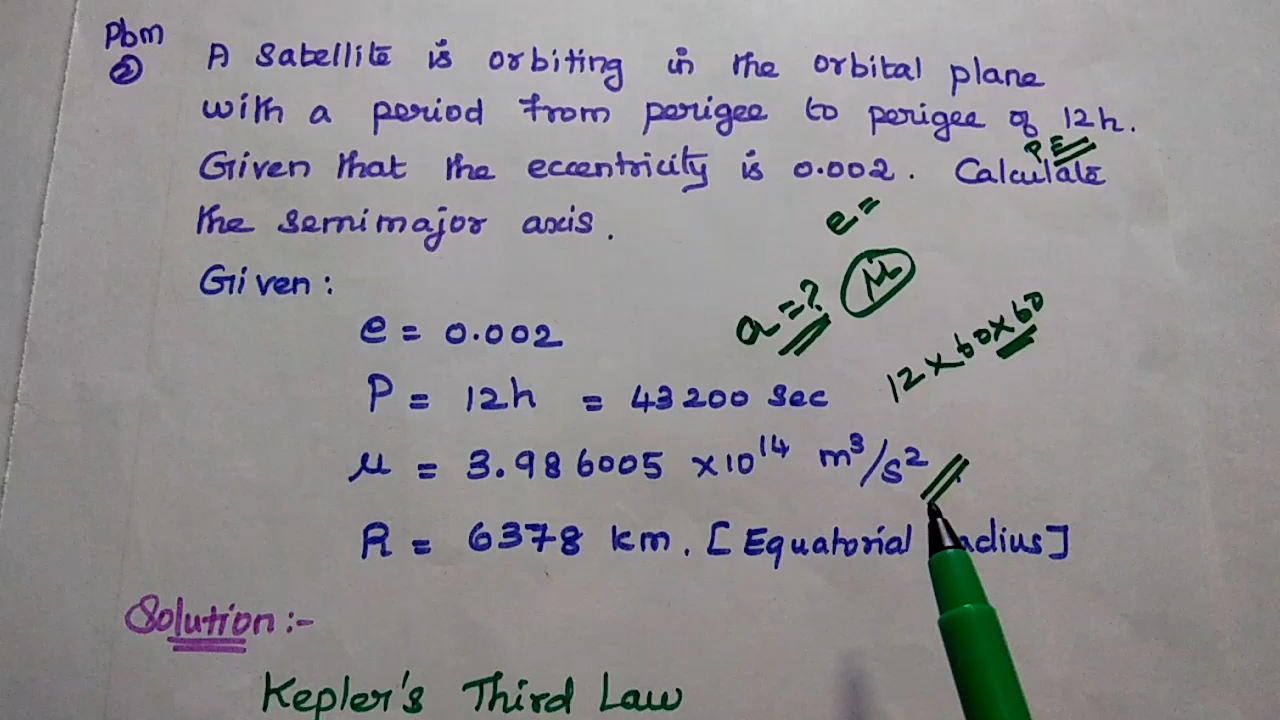 Pbm
②
A satellite is orbiting in the orbital plane
with a period from perigee to perigee of 12h.
P E
Given that the eccentricity is 0.002. Calculate
the semimajor axis.
e =
Given:
a = ? μ
e = 0.002
12 × 60 × 60
P = 12h = 43200 Sec
μ = 3.986005 × 10¹⁴ m³/s²
R = 6378 km. [Equatorial Radius]
Solution :-
Kepler's Third Law